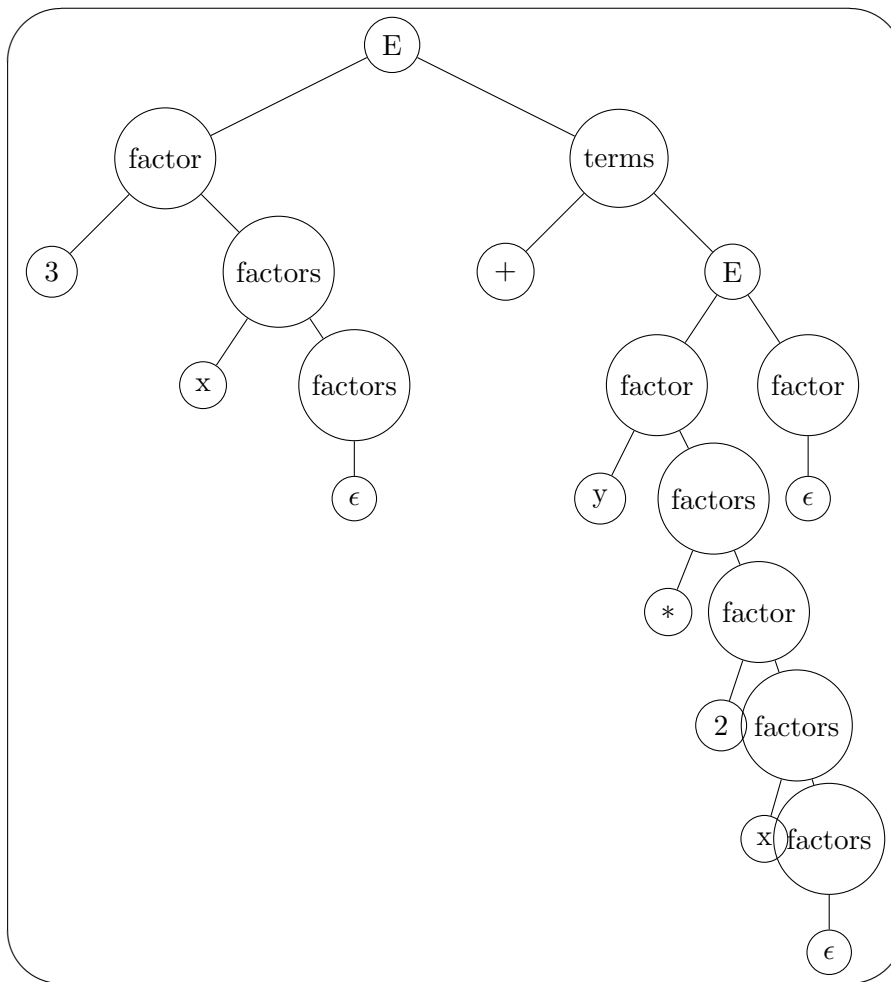 E
factor terms
3 factors + E
x factors factor factor
ϵ y factors ϵ
* factor
2 factors
x factors
ϵ